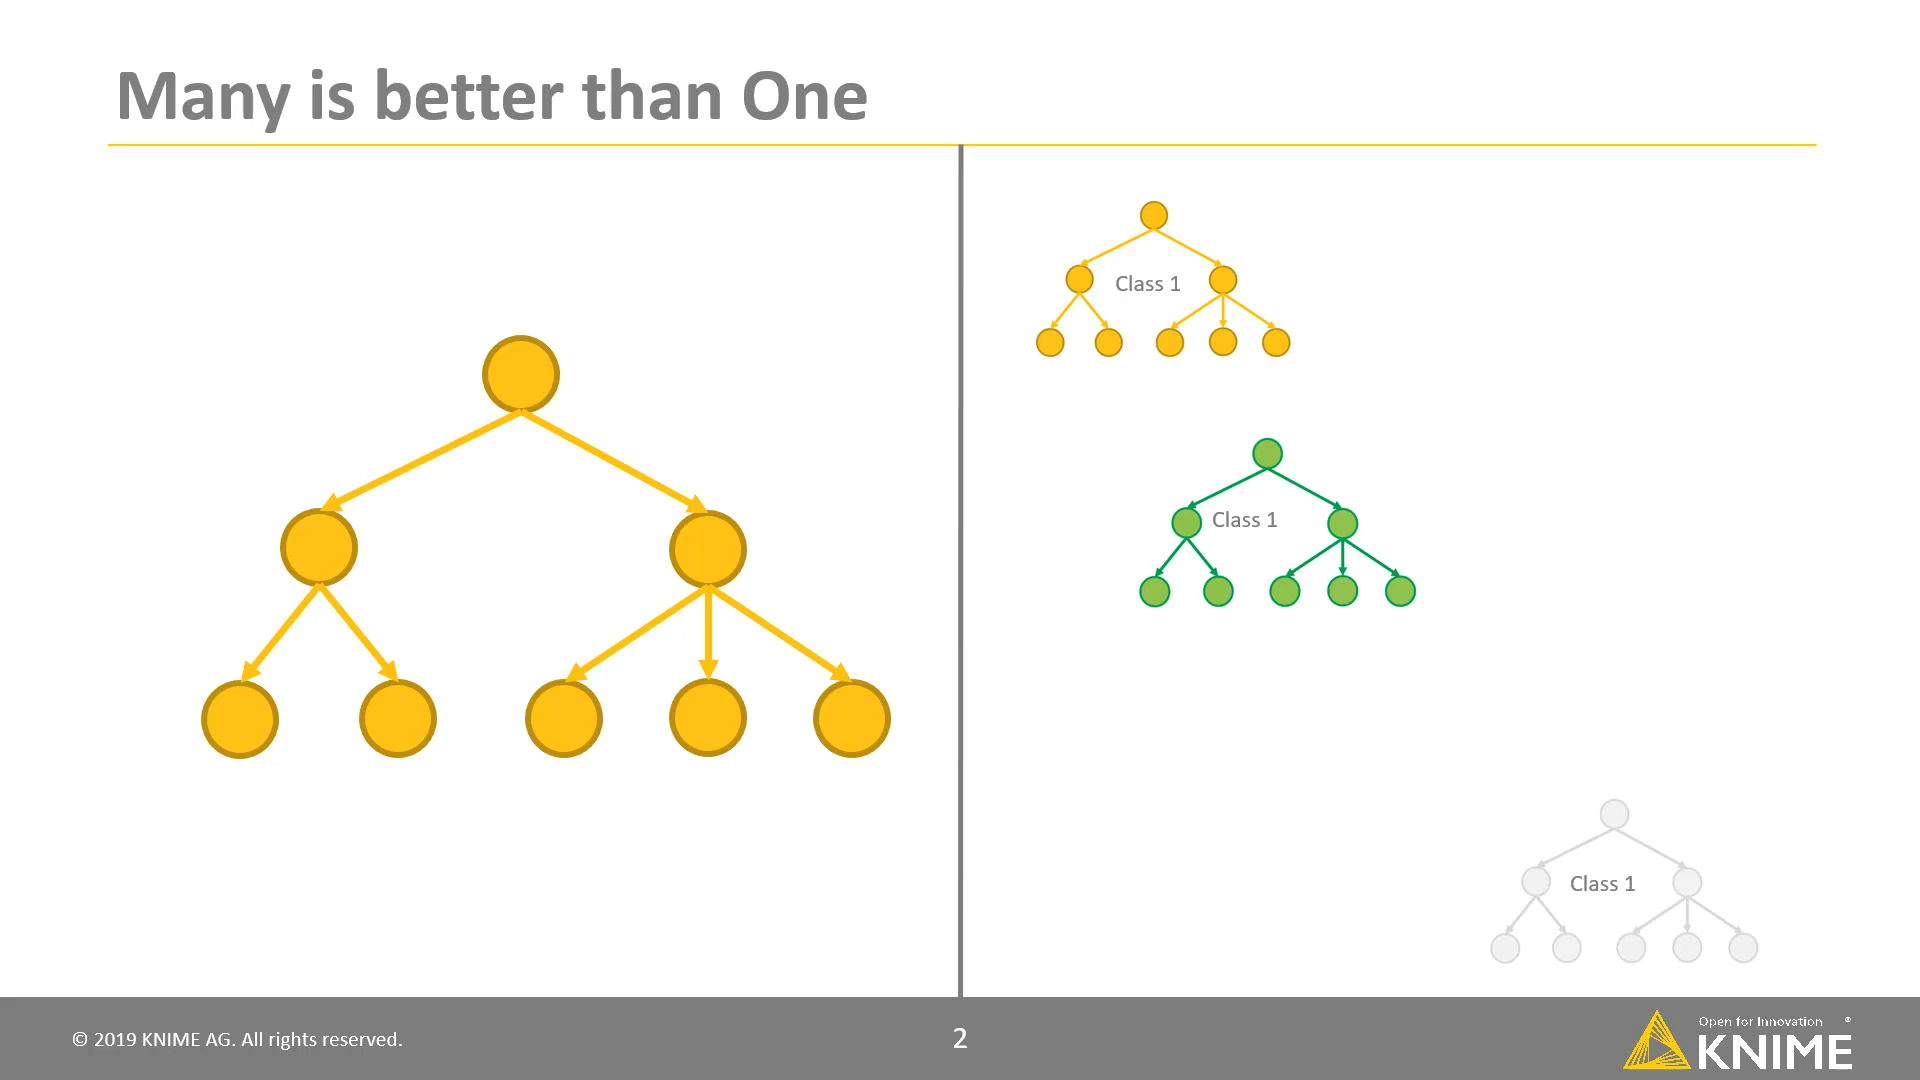 Many is better than One
Class 1
Class 1
Class 1
© 2019 KNIME AG. All rights reserved.
2
Open for Innovation ®
KNIME